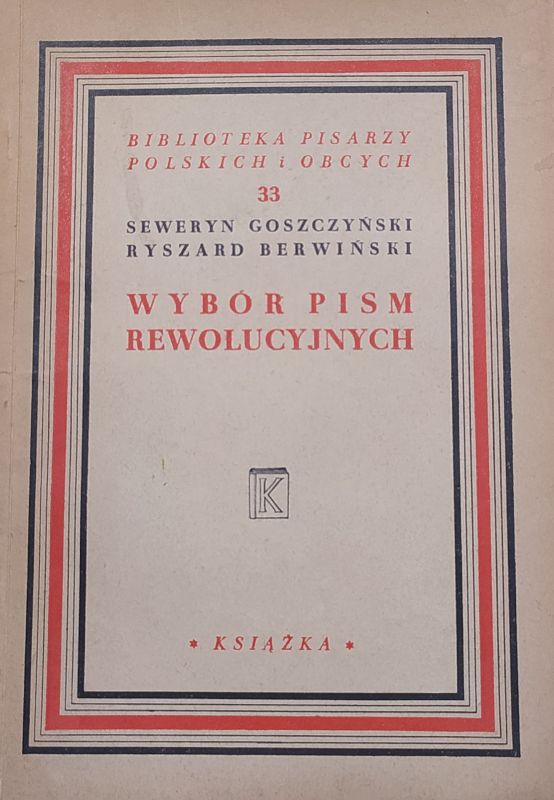 BIBLIOTEKA PISARZY
POLSKICH i OBCYCH
33
SEWERYN GOSZCZYŃSKI
RYSZARD BERWIŃSKI
WYBÓR PISM
REWOLUCYJNYCH
K
* KSIĄŻKA *